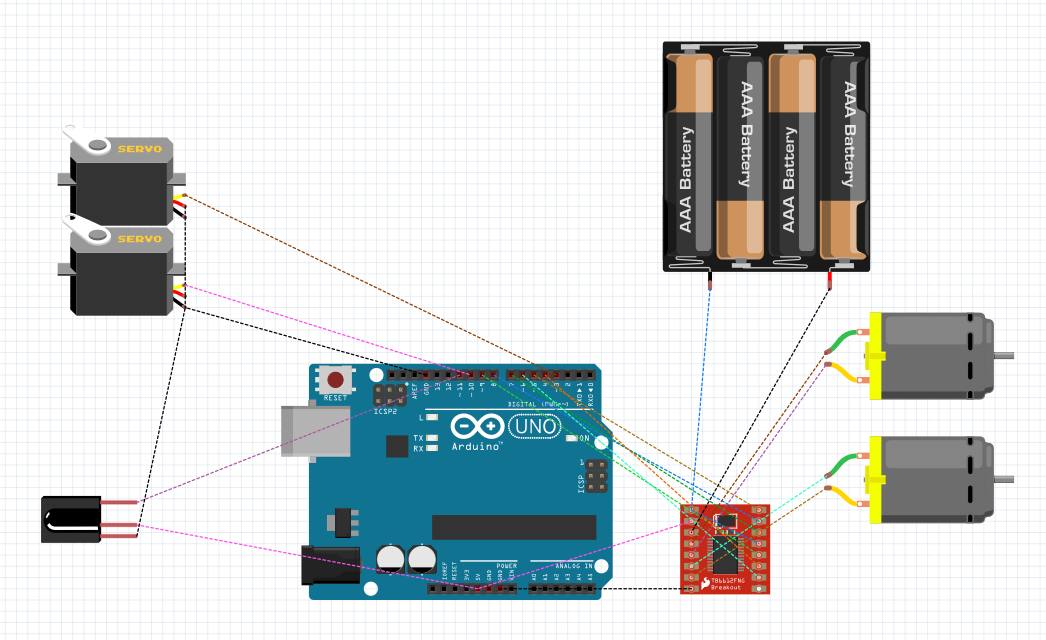 AAA Battery
AAA Battery
AAA Battery
AAA Battery
SERVO
SERVO
RESET
ICSP2
AREF
GND
13
12
~11
~10
~9
8
7
~6
~5
4
~3
2
TXD►1
RXD◄0
DIGITAL (PWM~)
L
TX
RX
UNO
ON
Arduino™
1
ICSP
IOREF
RESET
3V3
5V
GND
GND
VIN
POWER
A0
A1
A2
A3
A4
A5
ANALOG IN
TB6612FNG
Breakout